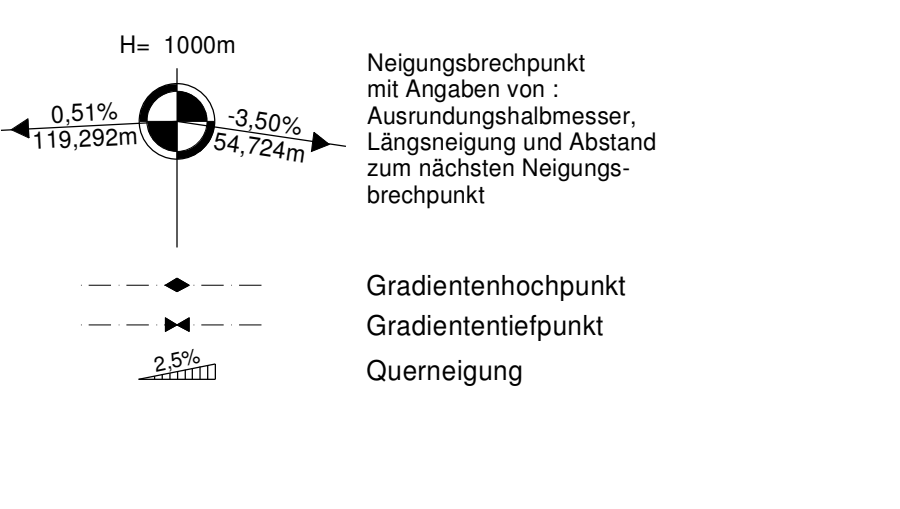 H= 1000m
0,51%
119,292m
-3,50%
54,724m
Neigungsbrechpunkt
mit Angaben von :
Ausrundungshalbmesser,
Längsneigung und Abstand
zum nächsten Neigungs-
brechpunkt
Gradientenhochpunkt
Gradiententiefpunkt
2,5%
Querneigung